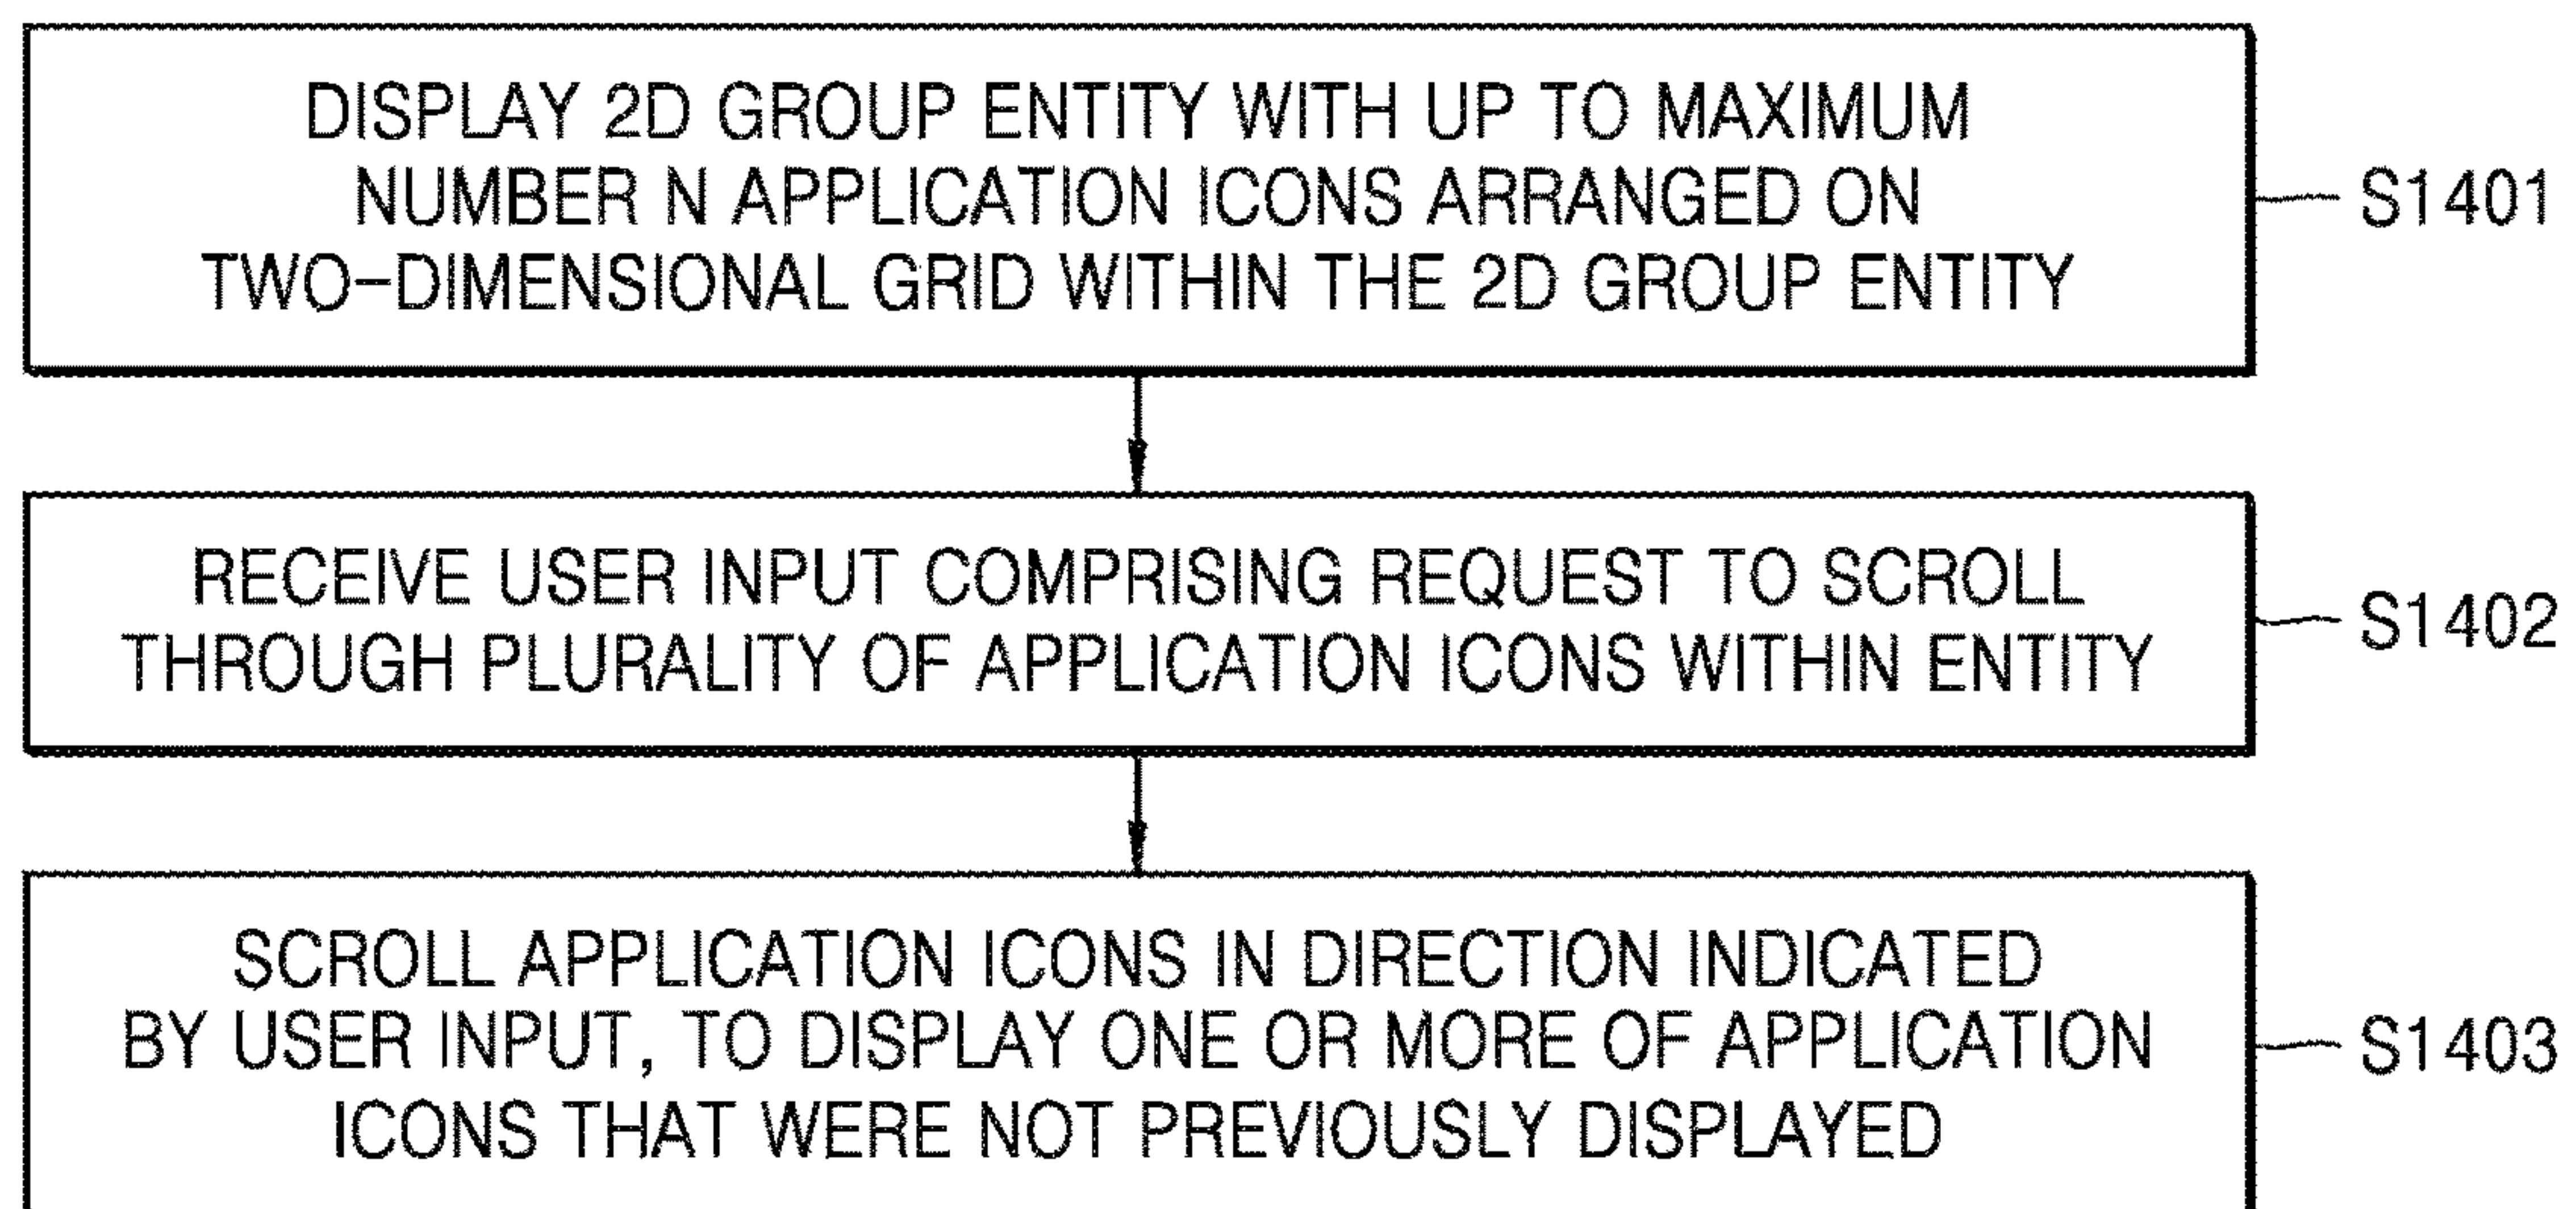 DISPLAY 2D GROUP ENTITY WITH UP TO MAXIMUM
NUMBER N APPLICATION ICONS ARRANGED ON
TWO-DIMENSIONAL GRID WITHIN THE 2D GROUP ENTITY
S1401
RECEIVE USER INPUT COMPRISING REQUEST TO SCROLL
THROUGH PLURALITY OF APPLICATION ICONS WITHIN ENTITY
S1402
SCROLL APPLICATION ICONS IN DIRECTION INDICATED
BY USER INPUT, TO DISPLAY ONE OR MORE OF APPLICATION
ICONS THAT WERE NOT PREVIOUSLY DISPLAYED
S1403